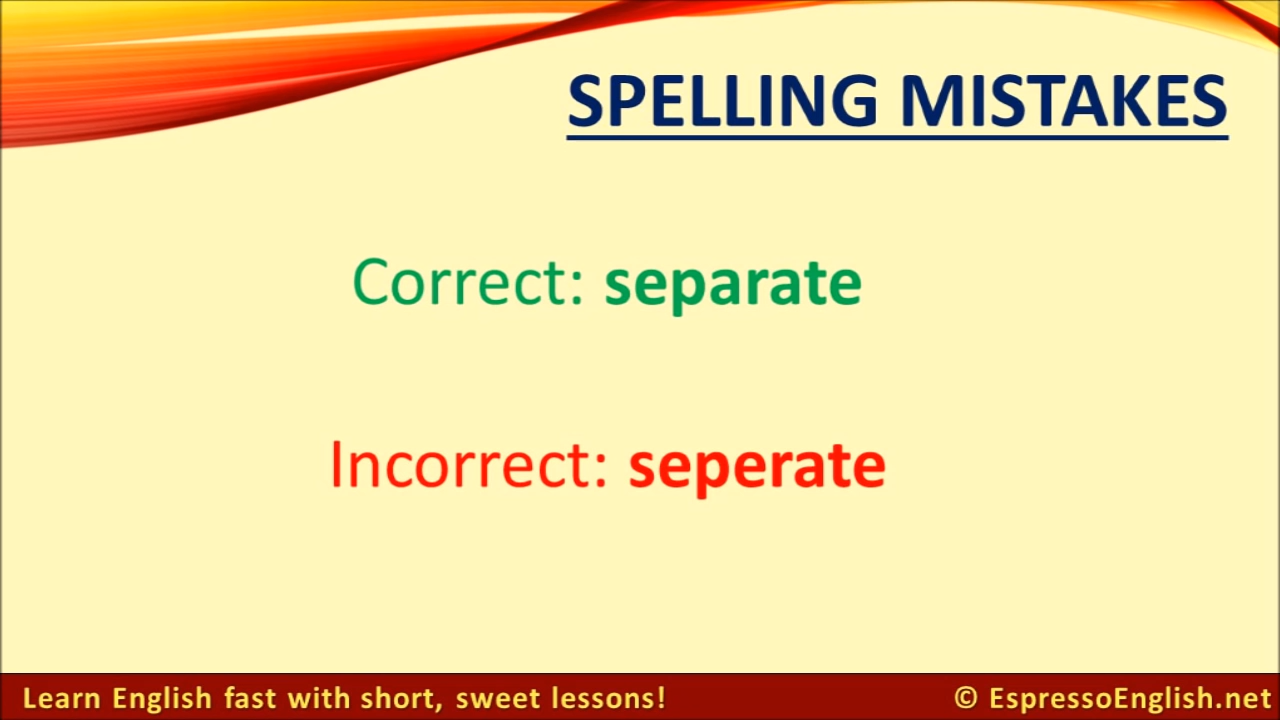 SPELLING MISTAKES
Correct: separate
Incorrect: seperate
Learn English fast with short, sweet lessons!
© EspressoEnglish.net